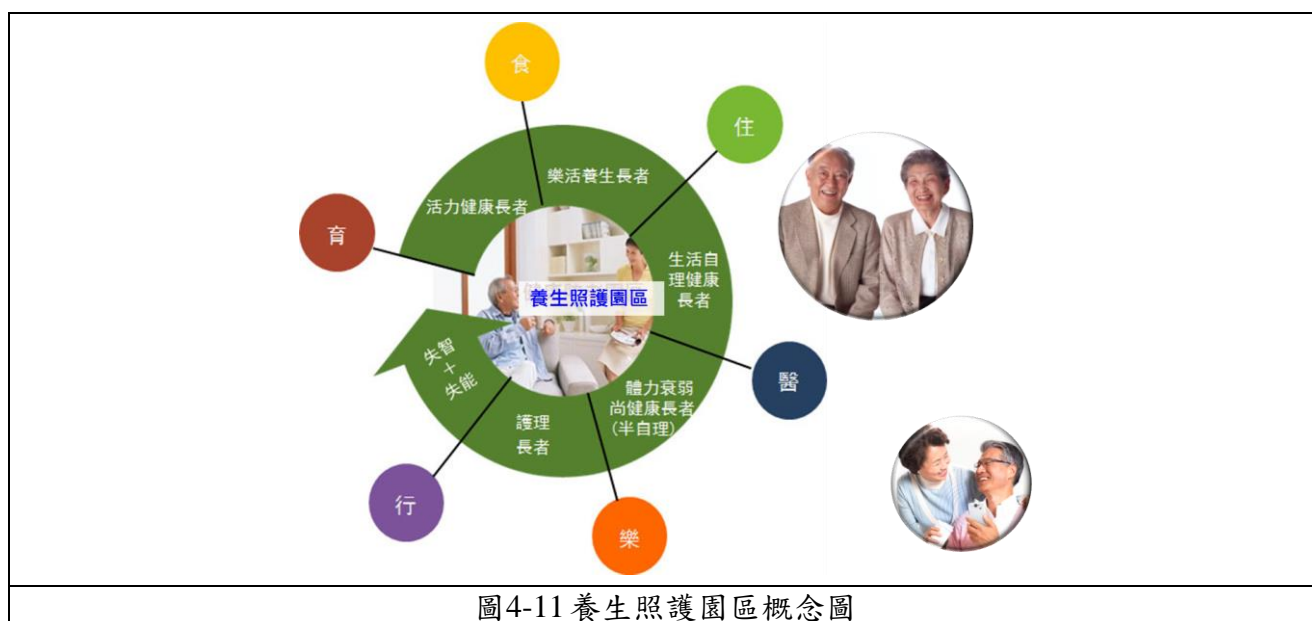 食
住
樂活養生長者
活力健康長者
育
生活自
理健康
長者
養生照護園區
失智
＋
失能
醫
體力衰弱
尚健康長者
(半自理)
護理
長者
行
樂
圖4-11養生照護園區概念圖